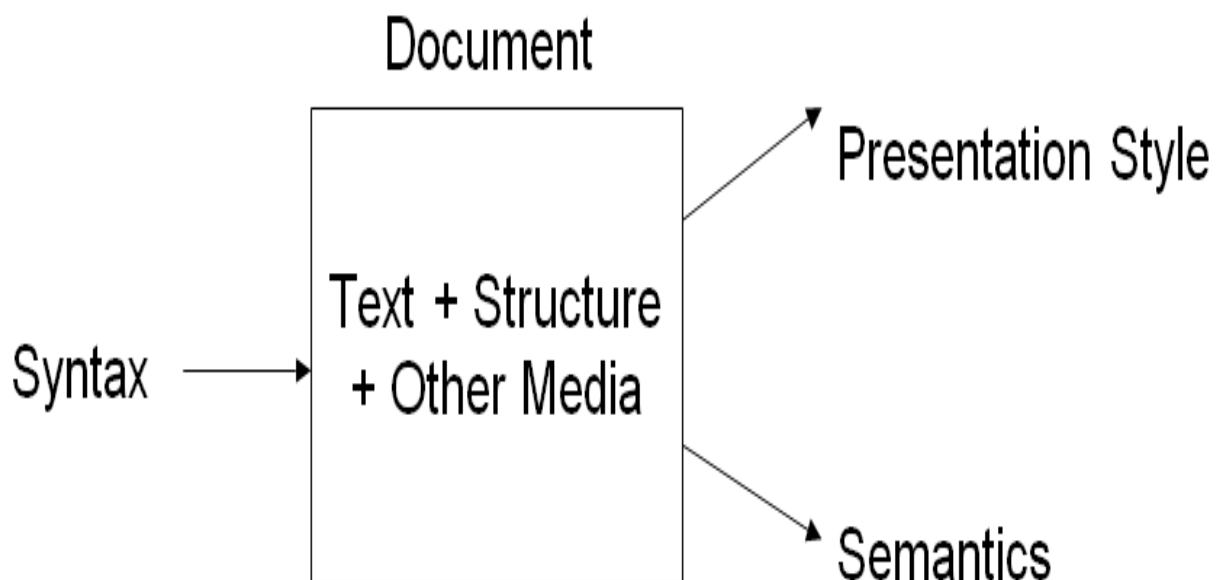 Document
Presentation Style
Text + Structure
+ Other Media
Syntax
Semantics